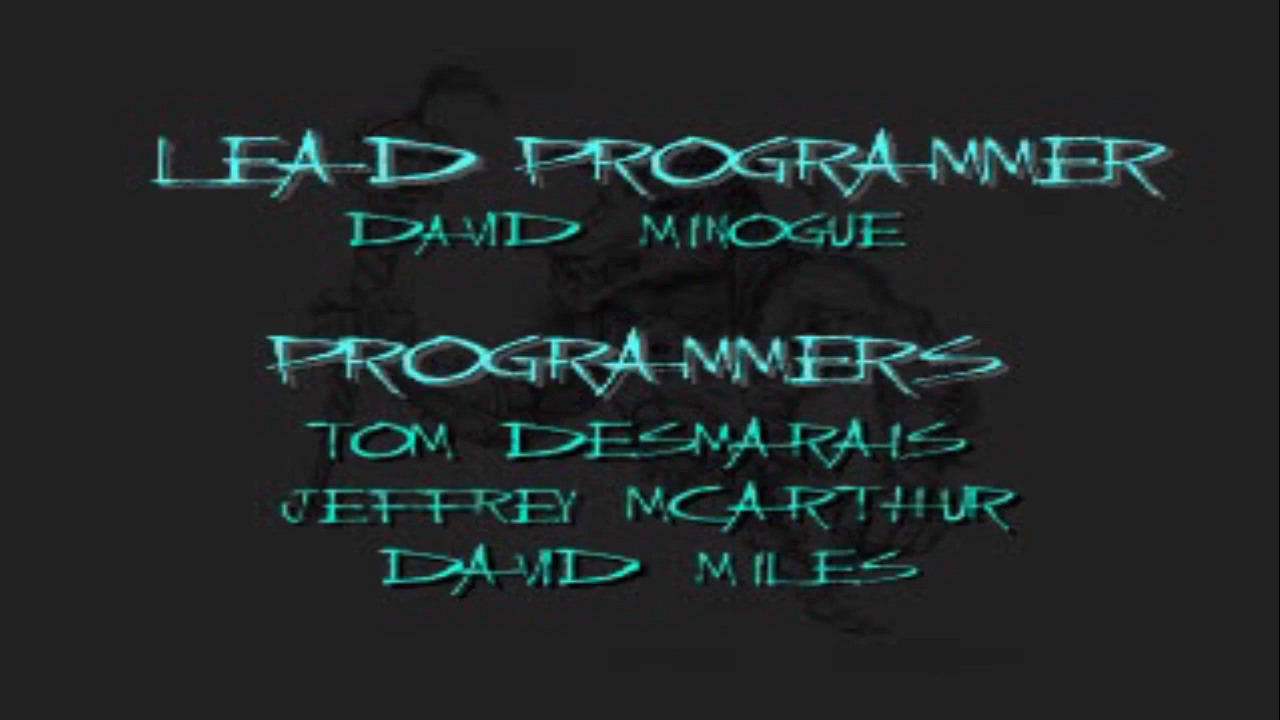 LEAD PROGRAMMER
DAVID MINOGUE
PROGRAMMERS
TOM DESMARAIS
JEFFREY MCARTHUR
DAVID MILES